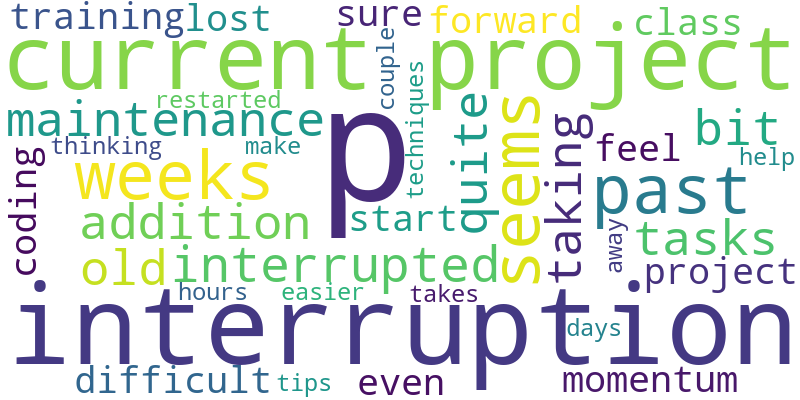 training
lost
sure
forward
class
current project
couple
restarted
maintenance
p
techniques
quite
seems
taking
bit
thinking
make
feel
help
coding
weeks
past
addition
start
away
tasks
old
interrupted
project
hours
easier
takes
interruption
days
difficult
tips
even
momentum